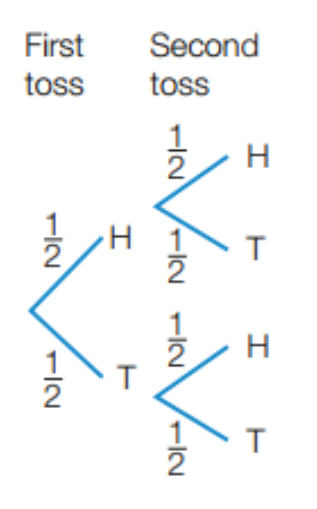 First Second
toss toss
1/2 H
1/2 H
1/2 T
1/2 H
1/2 T
1/2 T